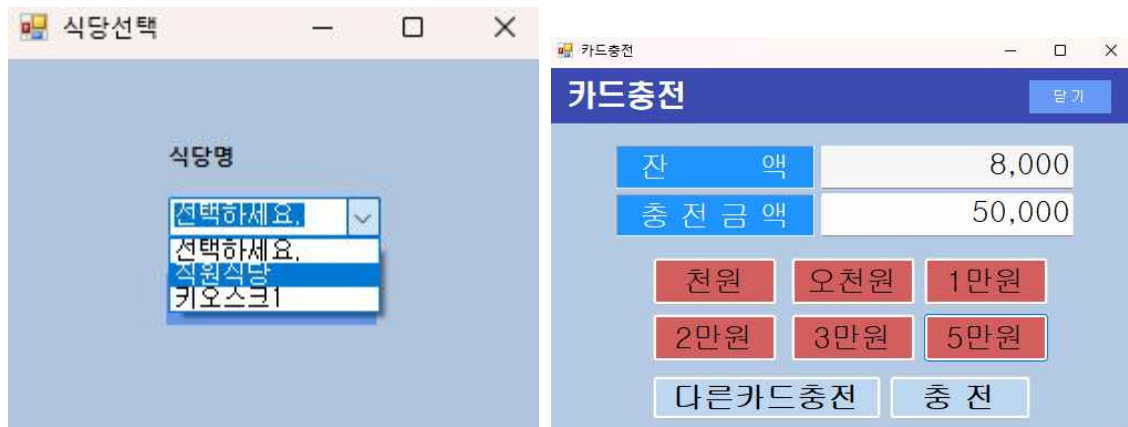 식당선택
식당명
선택하세요.
선택하세요.
직원식당
키오스크1
카드충전
카드충전
닫기
잔 액 8,000
충 전 금 액 50,000
천원 오천원 1만원
2만원 3만원 5만원
다른카드충전 충 전